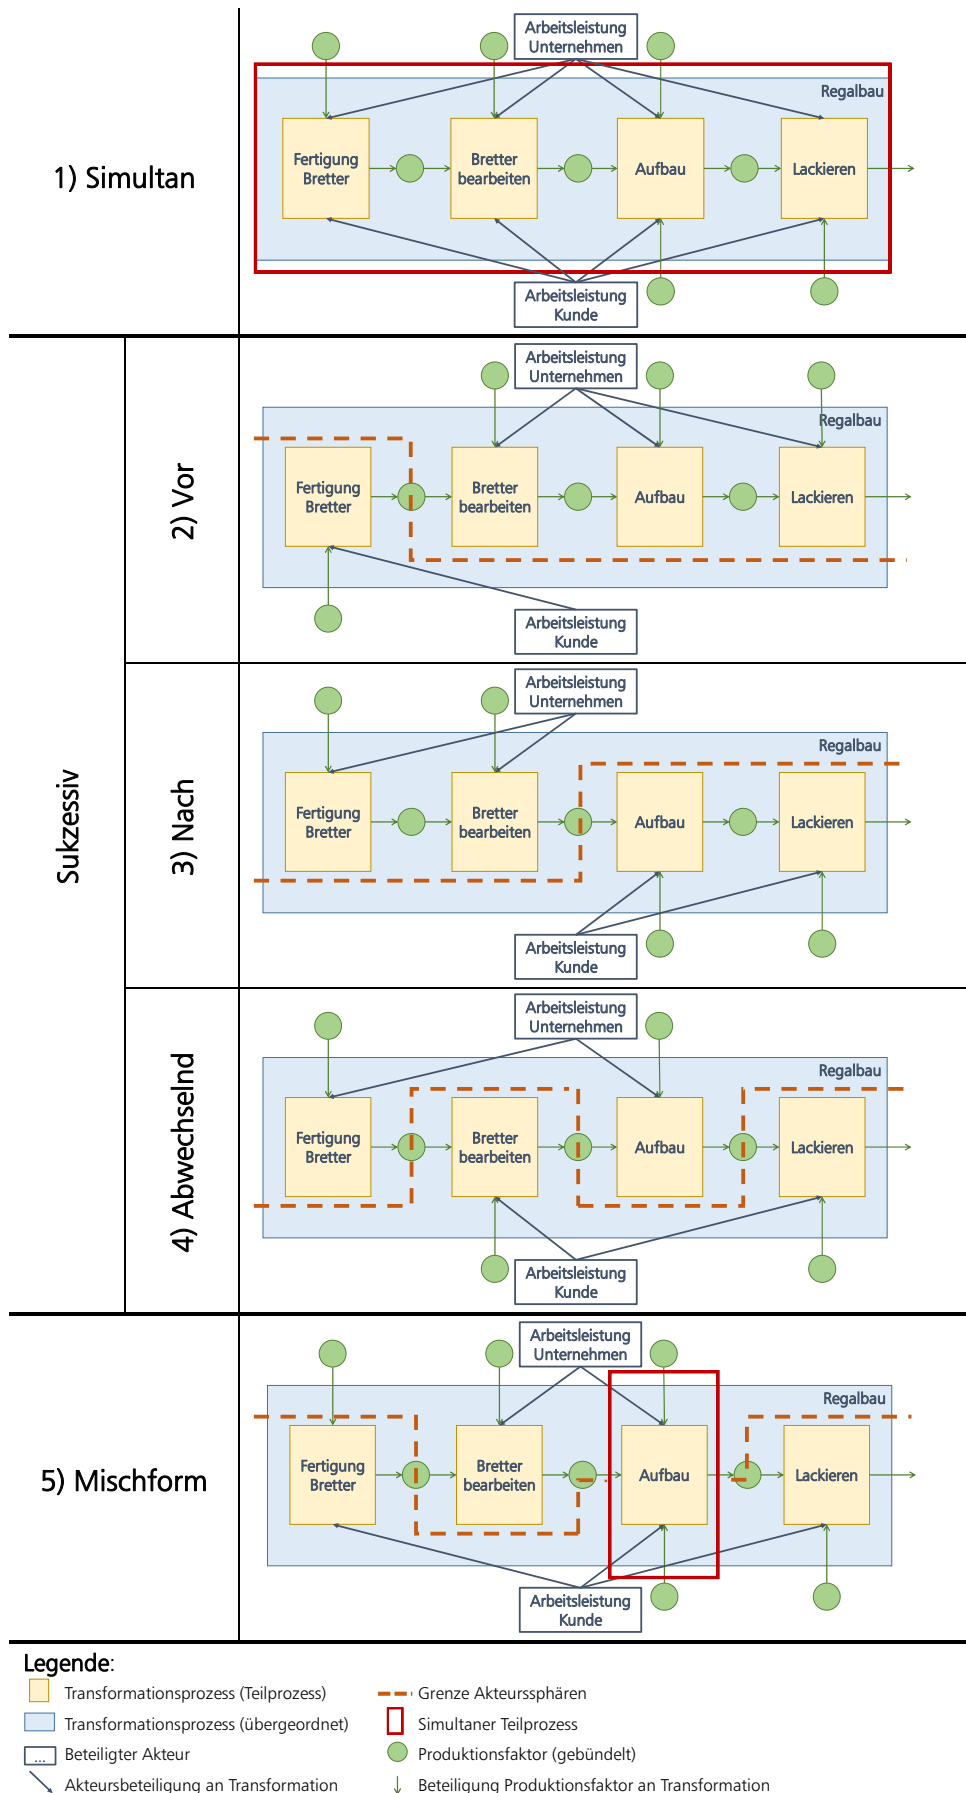 Arbeitsleistung
Unternehmen
Regalbau
1) Simultan
Fertigung
Bretter
Bretter
bearbeiten
Aufbau
Lackieren
Arbeitsleistung
Kunde
Sukzessiv
2) Vor
Arbeitsleistung
Unternehmen
Regalbau
Fertigung
Bretter
Bretter
bearbeiten
Aufbau
Lackieren
Arbeitsleistung
Kunde
3) Nach
Arbeitsleistung
Unternehmen
Regalbau
Fertigung
Bretter
Bretter
bearbeiten
Aufbau
Lackieren
Arbeitsleistung
Kunde
4) Abwechselnd
Arbeitsleistung
Unternehmen
Regalbau
Fertigung
Bretter
Bretter
bearbeiten
Aufbau
Lackieren
Arbeitsleistung
Kunde
5) Mischform
Arbeitsleistung
Unternehmen
Regalbau
Fertigung
Bretter
Bretter
bearbeiten
Aufbau
Lackieren
Arbeitsleistung
Kunde
Legende:
Transformationsprozess (Teilprozess)
Grenze Akteurssphären
Transformationsprozess (übergeordnet)
Simultaner Teilprozess
... Beteiligter Akteur
Produktionsfaktor (gebündelt)
Akteursbeteiligung an Transformation
Beteiligung Produktionsfaktor an Transformation